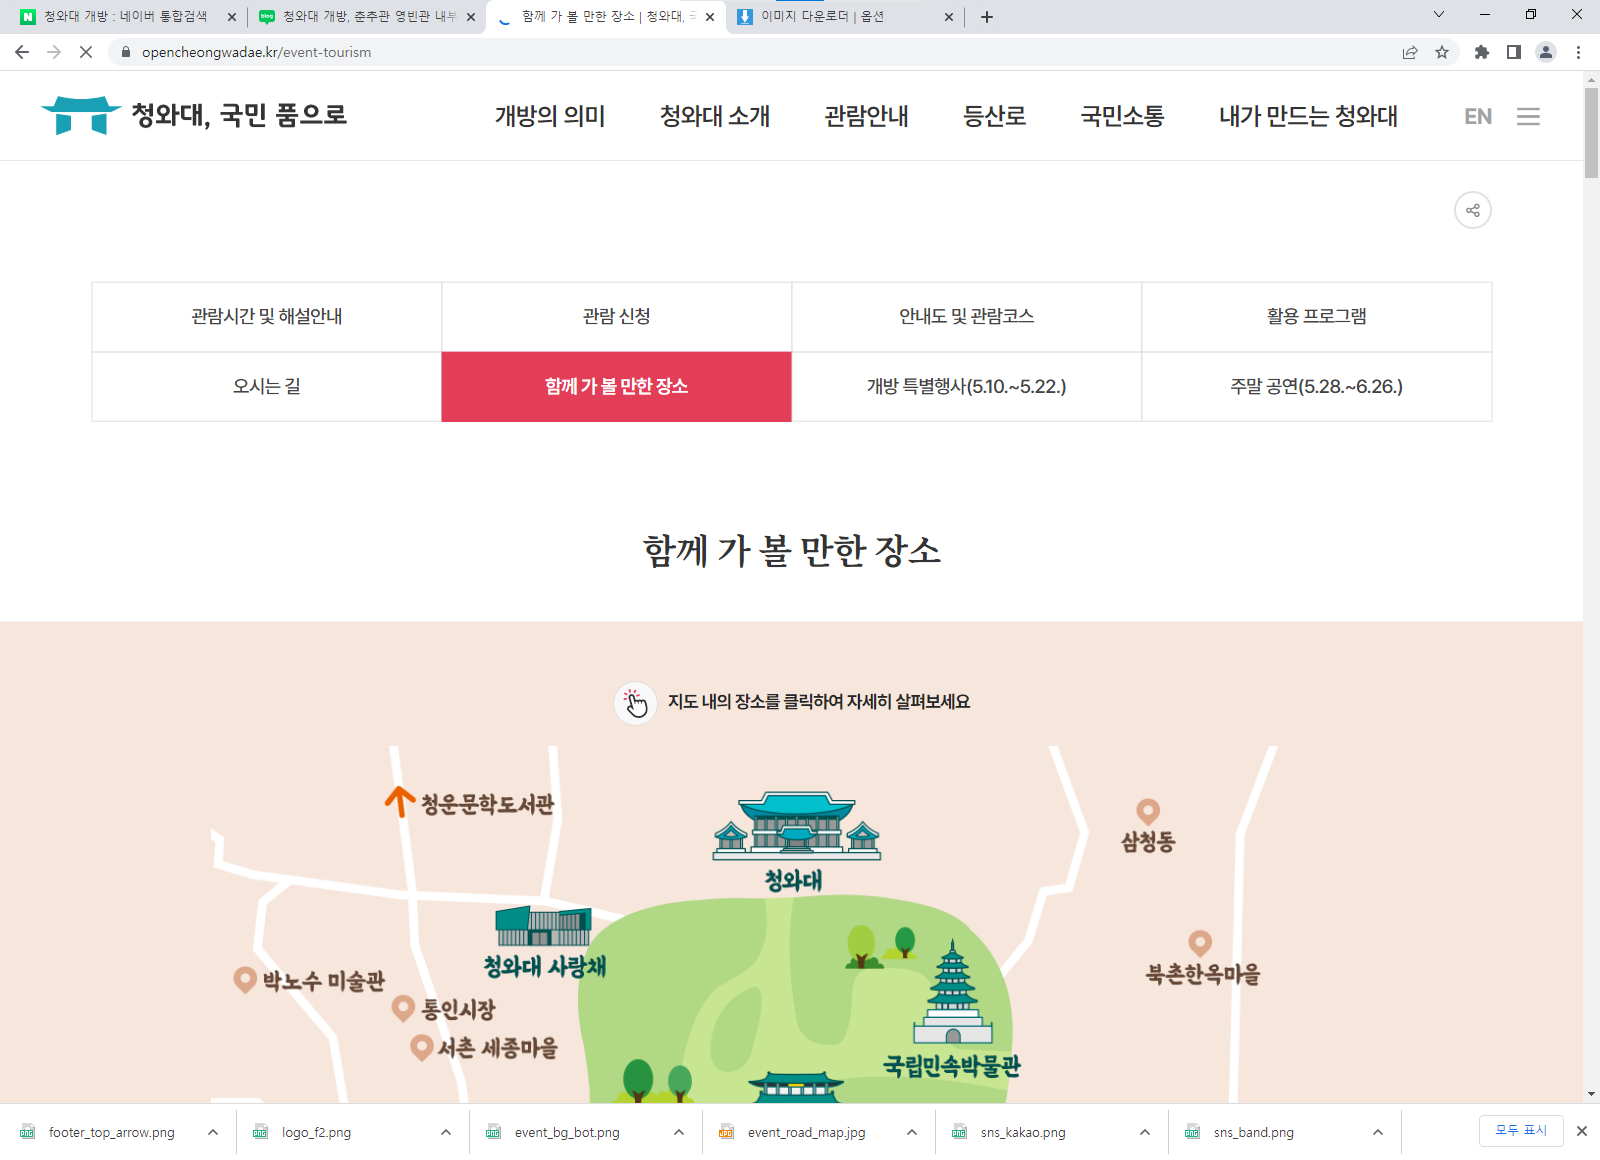 청와대 개방 : 네이버 통합검색
청와대 개방, 춘추관 영빈관 내부
함께 가 볼 만한 장소 | 청와대,
이미지 다운로더 | 옵션
opencheongwadae.kr/event-tourism
청와대, 국민 품으로
개방의 의미
청와대 소개
관람안내
등산로
국민소통
내가 만드는 청와대
EN
관람시간 및 해설안내
관람 신청
안내도 및 관람코스
활용 프로그램
오시는 길
함께 가 볼 만한 장소
개방 특별행사(5.10.~5.22.)
주말 공연(5.28.~6.26.)
함께 가 볼 만한 장소
지도 내의 장소를 클릭하여 자세히 살펴보세요
청운문학도서관
삼청동
청와대
청와대 사랑채
북촌한옥마을
박노수 미술관
통인시장
서촌 세종마을
국립민속박물관
footer_top_arrow.png
logo_f2.png
event_bg_bot.png
event_road_map.jpg
sns_kakao.png
sns_band.png
모두 표시